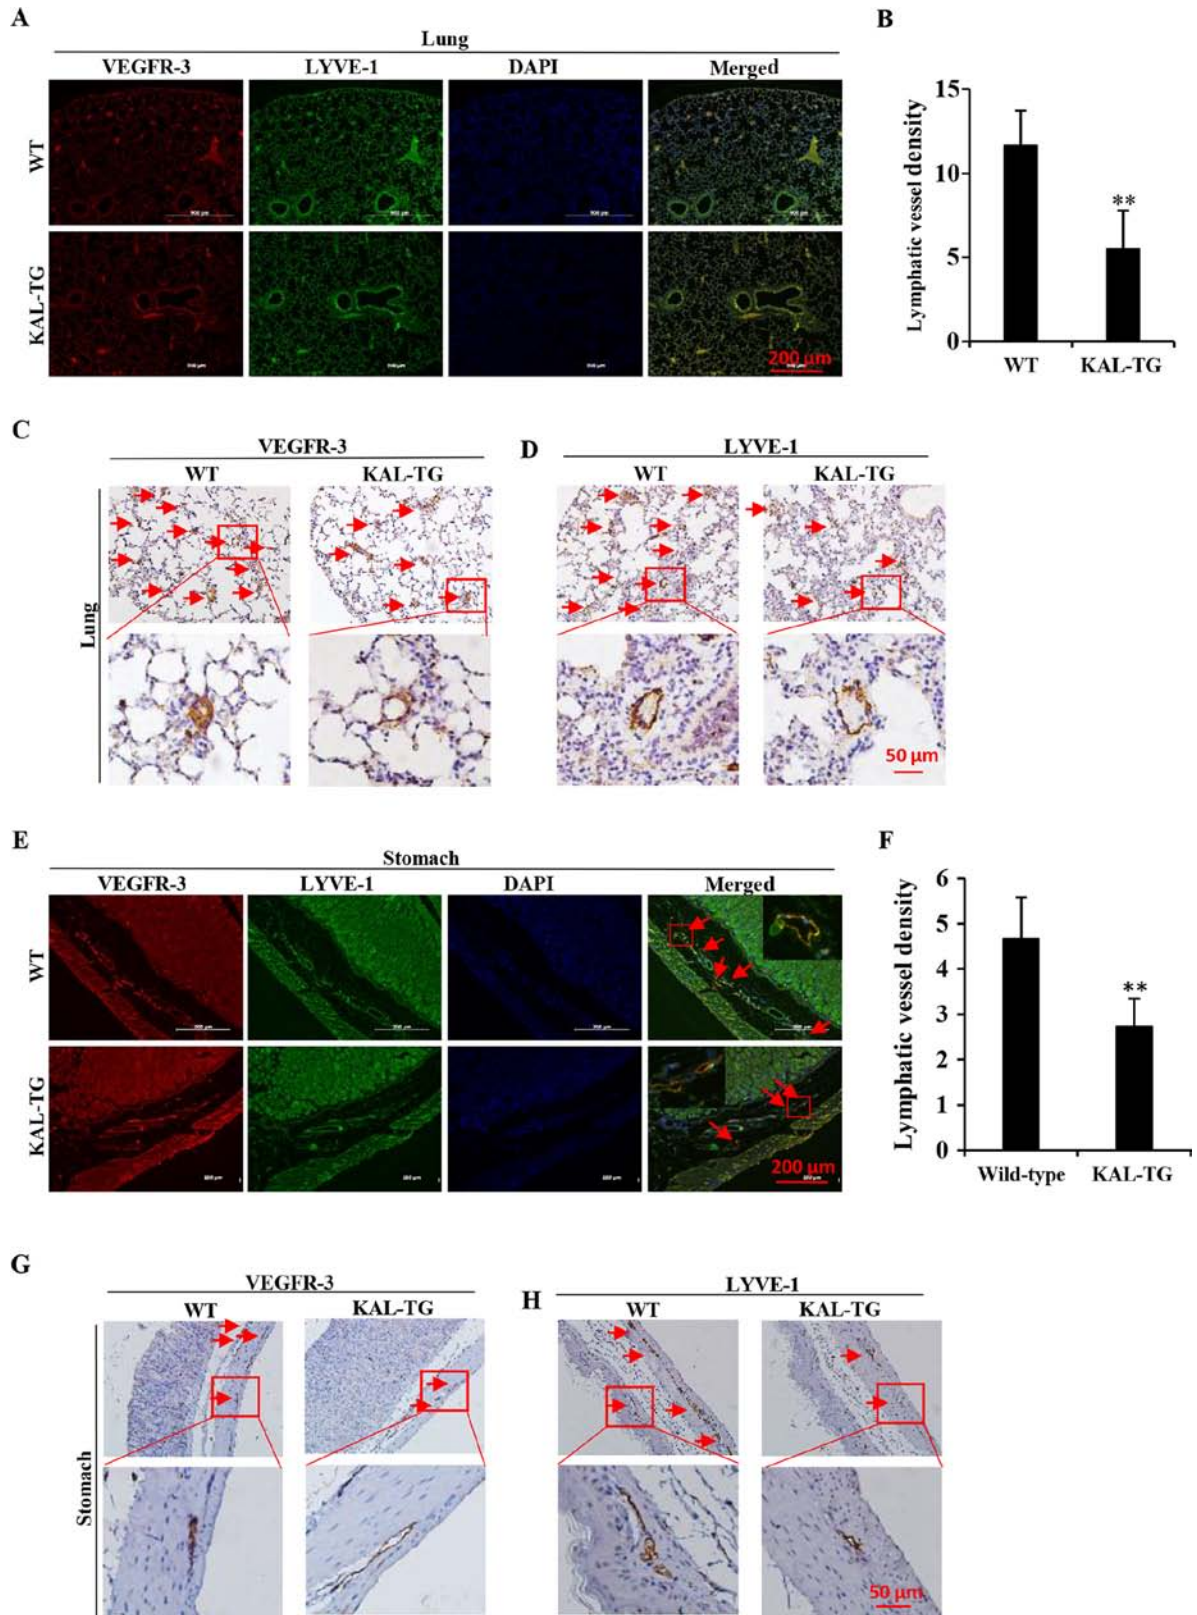 A
Lung
VEGFR-3 LYVE-1 DAPI Merged
WT
KAL-TG
200 µm
B
Lymphatic vessel density
15
10
5
0
**
WT KAL-TG
C
VEGFR-3
WT KAL-TG
Lung
D
LYVE-1
WT KAL-TG
50 µm
E
Stomach
VEGFR-3 LYVE-1 DAPI Merged
WT
KAL-TG
200 µm
F
Lymphatic vessel density
6
5
4
3
2
1
0
**
Wild-type KAL-TG
G
VEGFR-3
WT KAL-TG
Stomach
H
LYVE-1
WT KAL-TG
50 µm